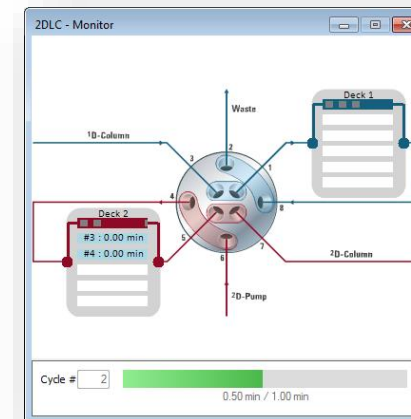 2DLC - Monitor
Deck 1
Waste
¹D-Column
3
2
1
4
8
Deck 2
#3 : 0.00 min
#4 : 0.00 min
5
6
7
²D-Column
²D-Pump
Cycle # 2
0.50 min / 1.00 min